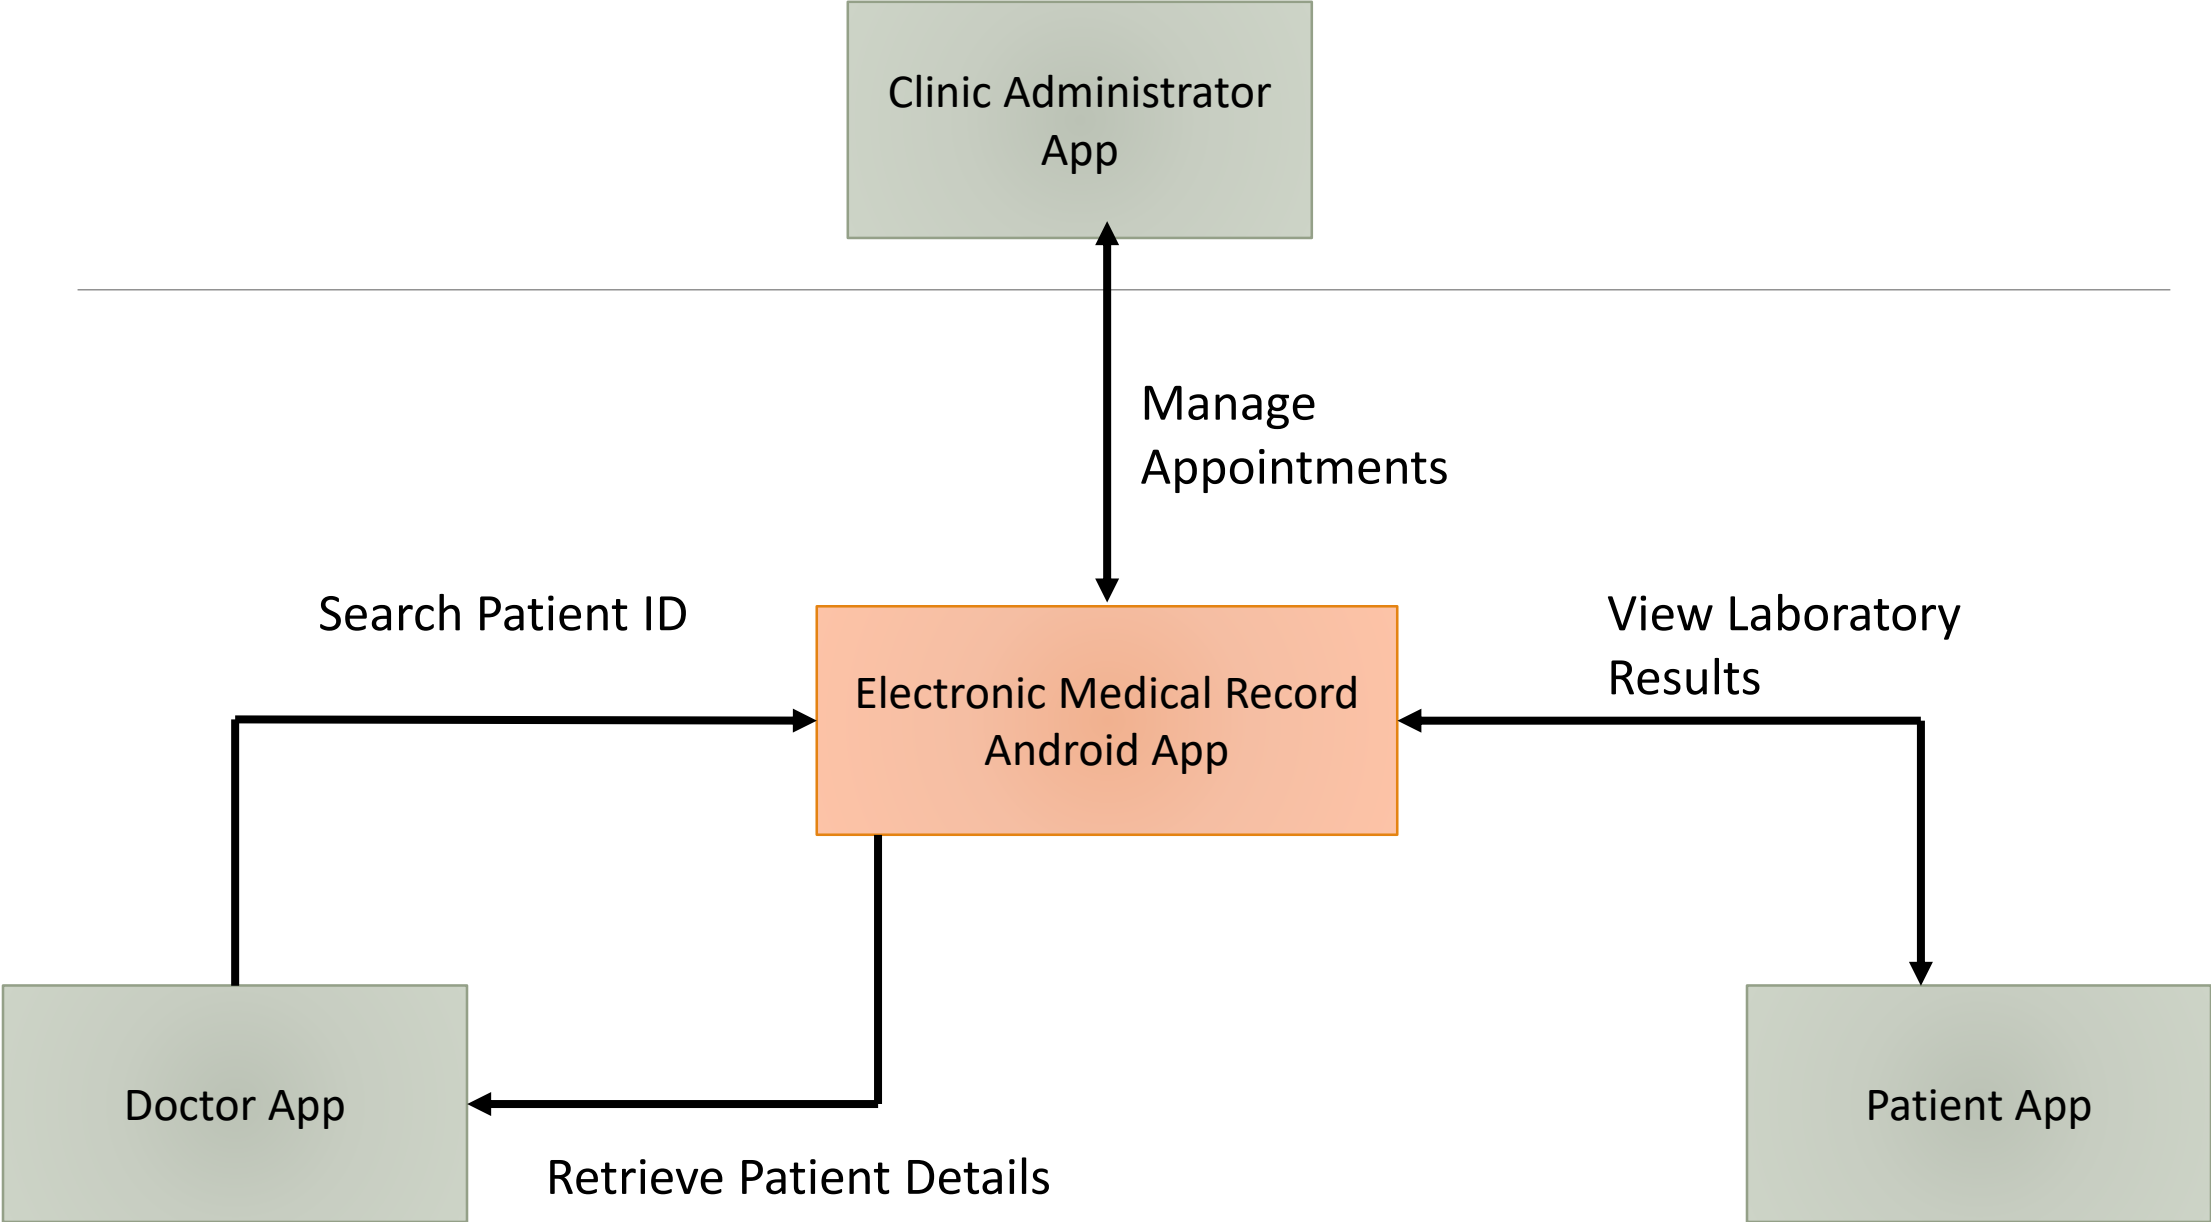 Clinic Administrator
App
Manage
Appointments
Search Patient ID
View Laboratory
Results
Electronic Medical Record
Android App
Doctor App
Patient App
Retrieve Patient Details